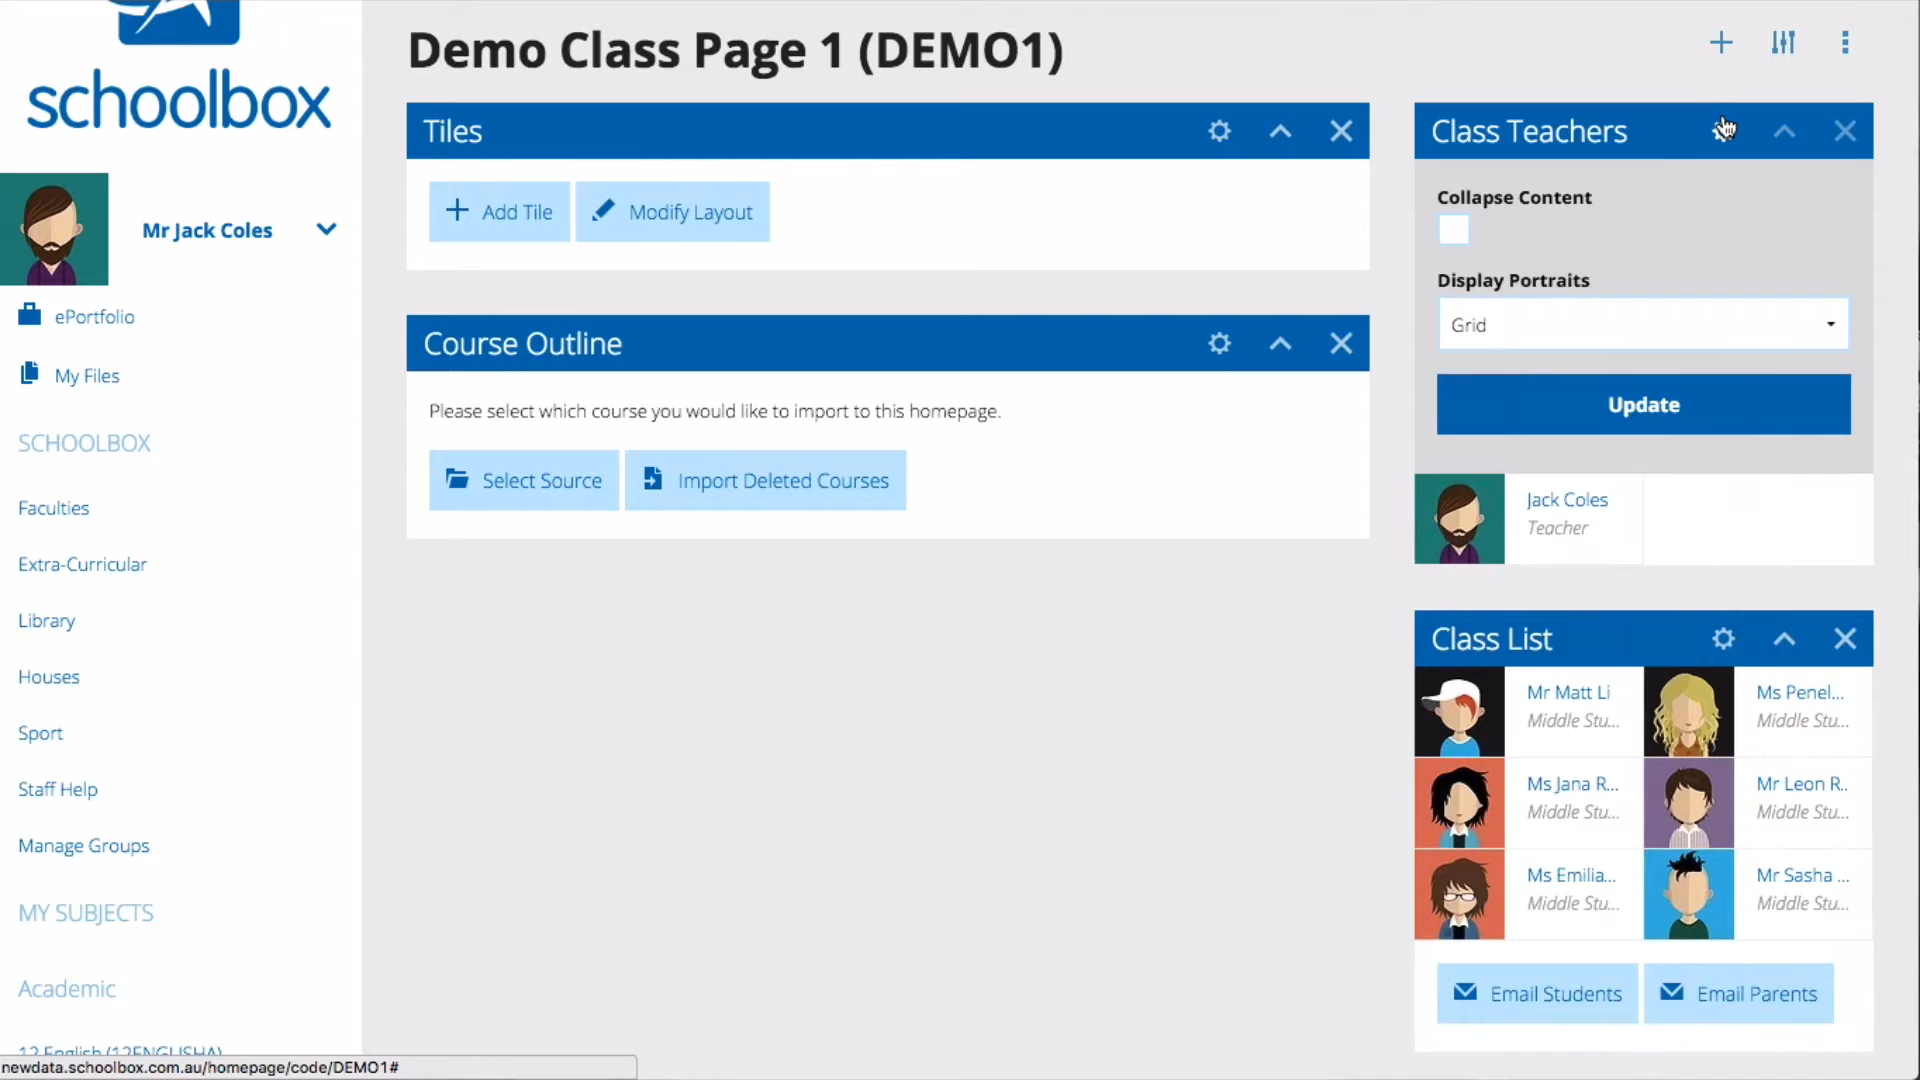 schoolbox
Mr Jack Coles
ePortfolio
My Files
SCHOOLBOX
Faculties
Extra-Curricular
Library
Houses
Sport
Staff Help
Manage Groups
MY SUBJECTS
Academic
12 English (12ENGLISHA)
newdata.schoolbox.com.au/homepage/code/DEMO1#
Demo Class Page 1 (DEMO1)
Tiles
Add Tile
Modify Layout
Course Outline
Please select which course you would like to import to this homepage.
Select Source
Import Deleted Courses
Class Teachers
Collapse Content
Display Portraits
Grid
Update
Jack Coles
Teacher
Class List
Mr Matt Li
Middle Stu...
Ms Penel...
Middle Stu...
Ms Jana R...
Middle Stu...
Mr Leon R..
Middle Stu...
Ms Emilia...
Middle Stu...
Mr Sasha ...
Middle Stu...
Email Students
Email Parents